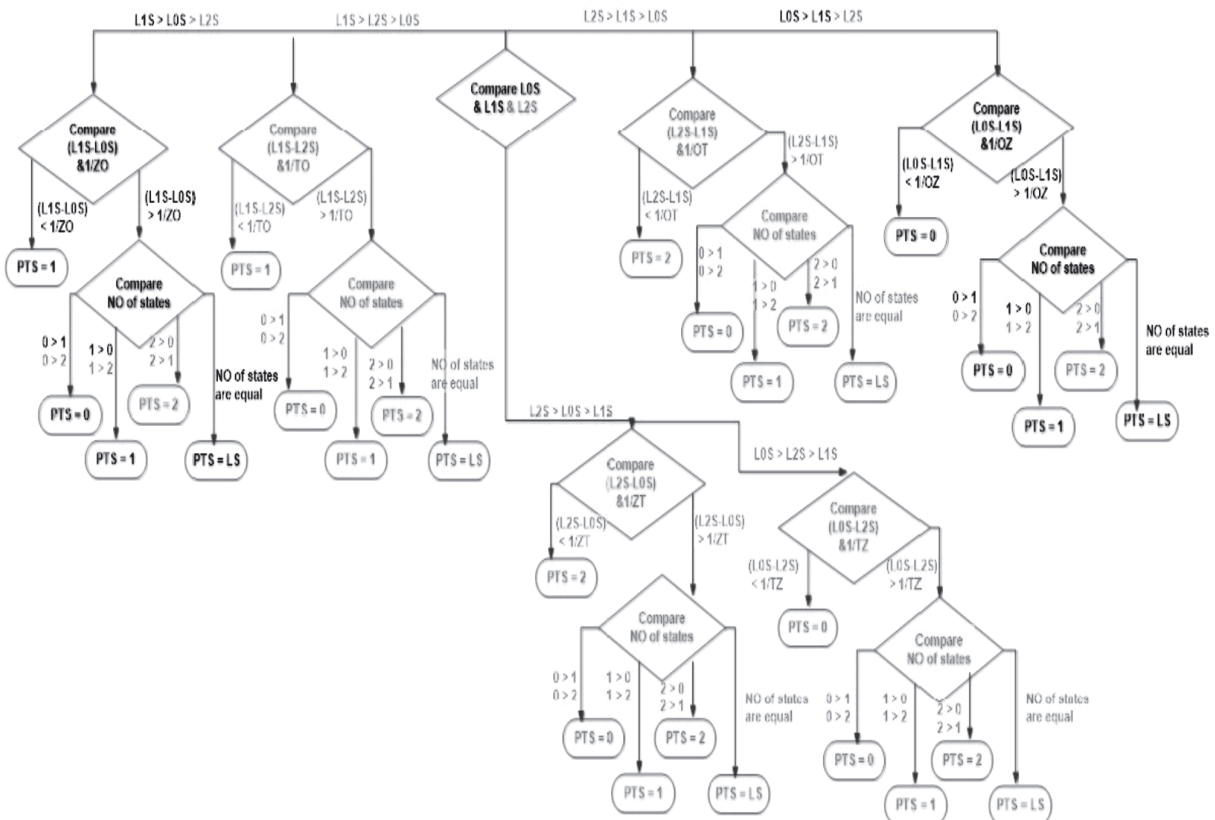 L1S > L0S > L2S
L1S > L2S > L0S
L2S > L1S > L0S
L0S > L1S > L2S
Compare L0S
& L1S & L2S
Compare
(L1S-L0S)
&1/ZO
(L1S-L0S)
< 1/ZO
(L1S-L0S)
> 1/ZO
PTS = 1
Compare
NO of states
0 > 1
0 > 2
1 > 0
1 > 2
2 > 0
2 > 1
NO of states
are equal
PTS = 0
PTS = 1
PTS = 2
PTS = LS
Compare
(L1S-L2S)
&1/TO
(L1S-L2S)
< 1/TO
(L1S-L2S)
> 1/TO
PTS = 1
Compare
NO of states
0 > 1
0 > 2
1 > 0
1 > 2
2 > 0
2 > 1
NO of states
are equal
PTS = 0
PTS = 1
PTS = 2
PTS = LS
Compare
(L2S-L1S)
&1/OT
(L2S-L1S)
< 1/OT
(L2S-L1S)
> 1/OT
PTS = 2
Compare
NO of states
0 > 1
0 > 2
1 > 0
1 > 2
2 > 0
2 > 1
NO of states
are equal
PTS = 0
PTS = 1
PTS = 2
PTS = LS
Compare
(L0S-L1S)
&1/OZ
(L0S-L1S)
< 1/OZ
(L0S-L1S)
> 1/OZ
PTS = 0
Compare
NO of states
0 > 1
0 > 2
1 > 0
1 > 2
2 > 0
2 > 1
NO of states
are equal
PTS = 0
PTS = 1
PTS = 2
PTS = LS
L2S > L0S > L1S
Compare
(L2S-L0S)
&1/ZT
(L2S-L0S)
< 1/ZT
(L2S-L0S)
> 1/ZT
PTS = 2
Compare
NO of states
0 > 1
0 > 2
1 > 0
1 > 2
2 > 0
2 > 1
NO of states
are equal
PTS = 0
PTS = 1
PTS = 2
PTS = LS
L0S > L2S > L1S
Compare
(L0S-L2S)
&1/TZ
(L0S-L2S)
< 1/TZ
(L0S-L2S)
> 1/TZ
PTS = 0
Compare
NO of states
0 > 1
0 > 2
1 > 0
1 > 2
2 > 0
2 > 1
NO of states
are equal
PTS = 0
PTS = 1
PTS = 2
PTS = LS